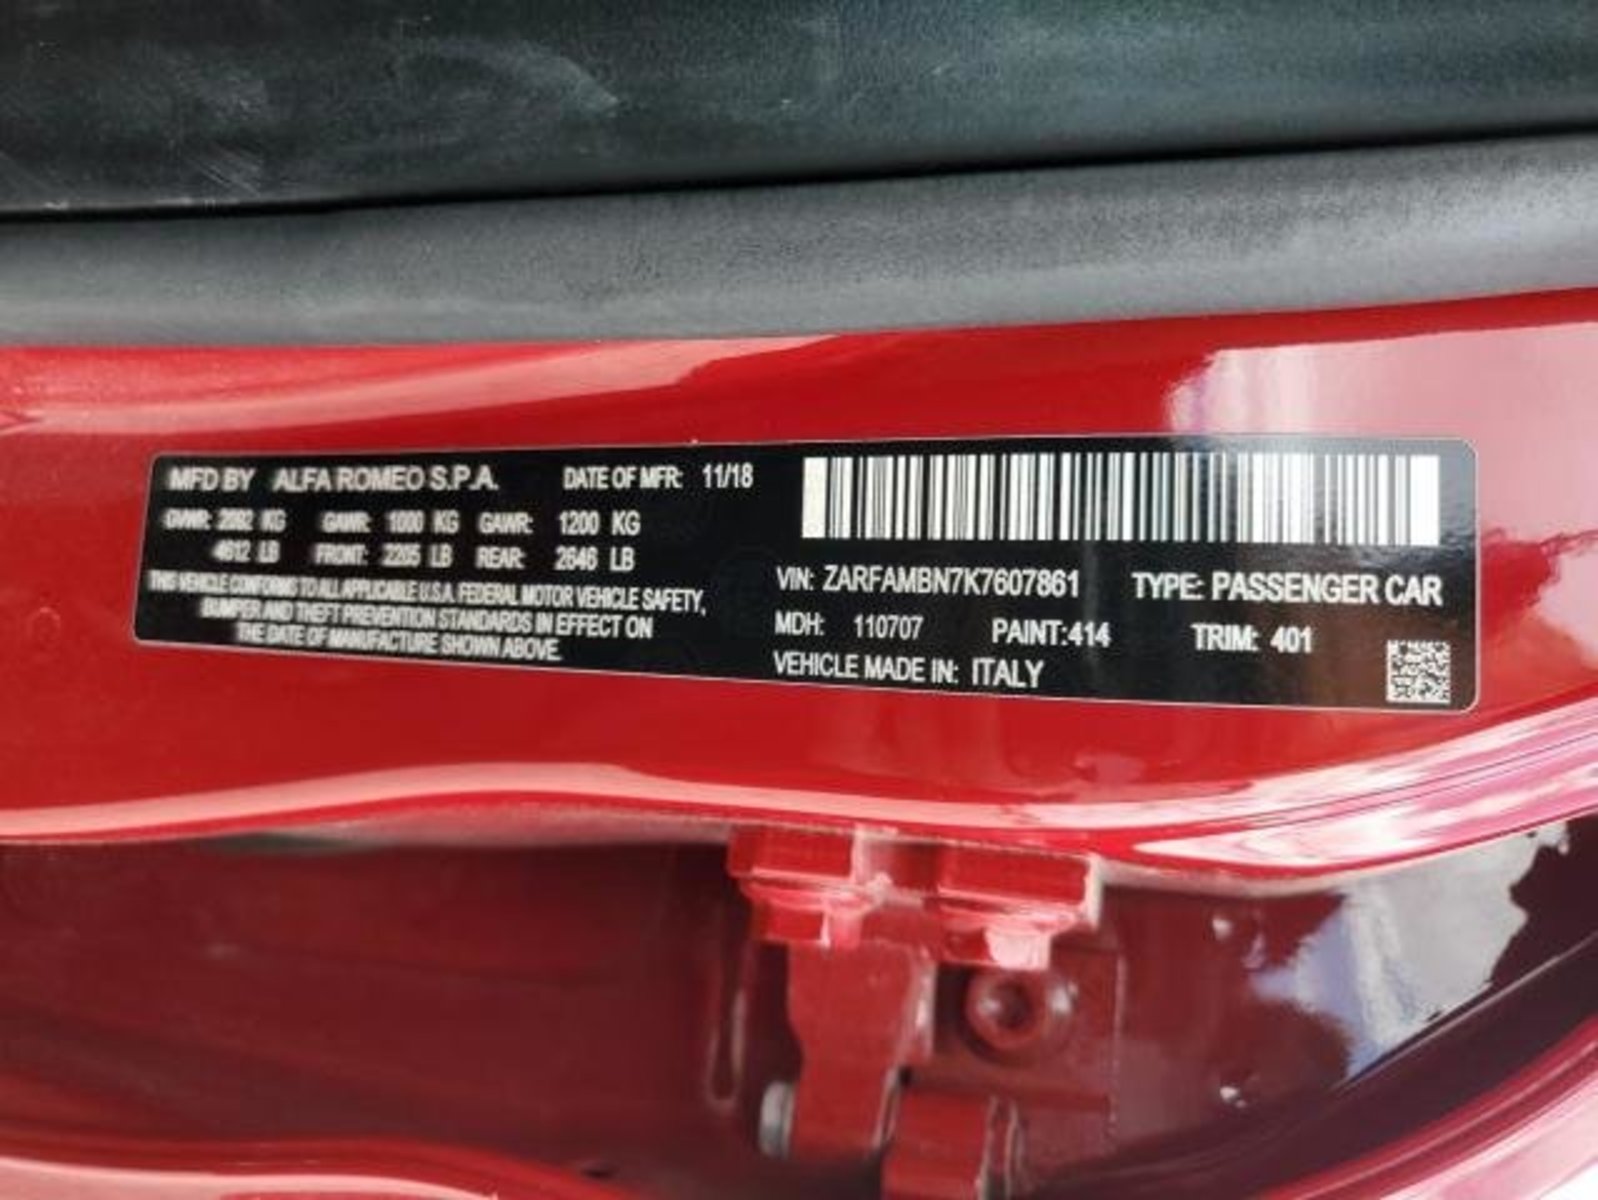 MFD BY ALFA ROMEO S.P.A. DATE OF MFR: 11/18
GVWR: 2092 KG GAWR: 1000 KG GAWR: 1200 KG
4612 LB FRONT: 2205 LB REAR: 2646 LB
THIS VEHICLE CONFORMS TO ALL APPLICABLE U.S.A. FEDERAL MOTOR VEHICLE SAFETY,
BUMPER AND THEFT PREVENTION STANDARDS IN EFFECT ON
THE DATE OF MANUFACTURE SHOWN ABOVE.
VIN: ZARFAMBN7K7607861 TYPE: PASSENGER CAR
MDH: 110707 PAINT:414 TRIM: 401
VEHICLE MADE IN: ITALY